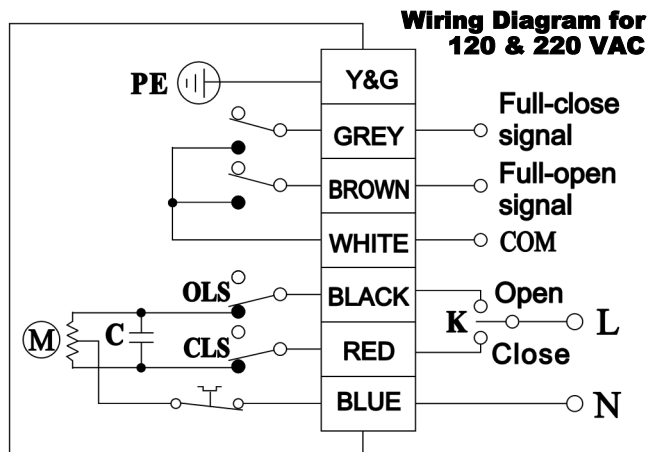 Wiring Diagram for
120 & 220 VAC
PE
Y&G
GREY
Full-close
signal
BROWN
Full-open
signal
WHITE
COM
OLS
BLACK
Open
M
C
K
L
CLS
RED
Close
BLUE
N